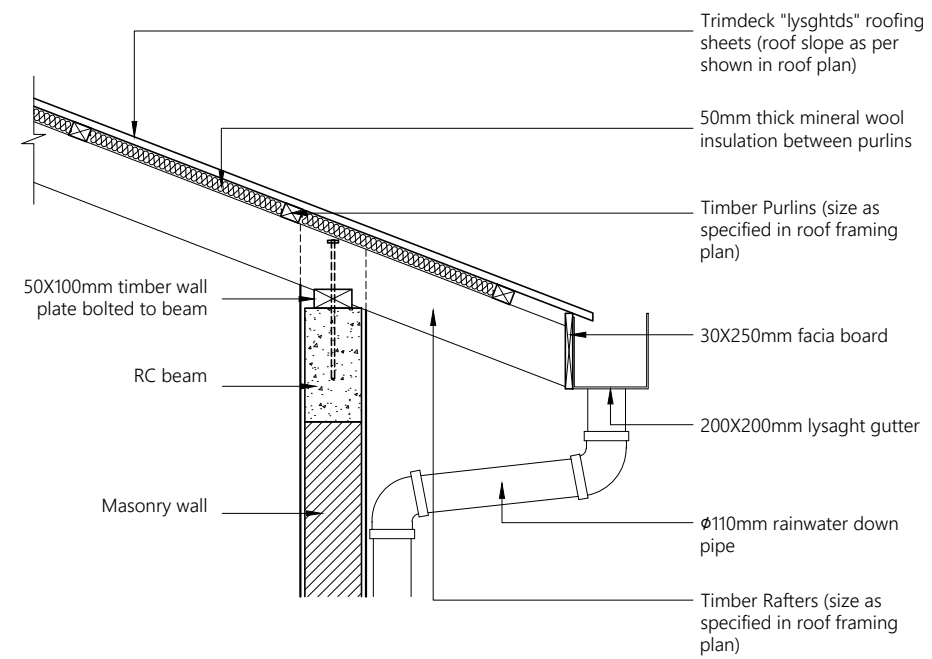 Trimdeck "lysghtds" roofing
sheets (roof slope as per
shown in roof plan)
50mm thick mineral wool
insulation between purlins
Timber Purlins (size as
specified in roof framing
plan)
50X100mm timber wall
plate bolted to beam
30X250mm facia board
RC beam
200X200mm lysaght gutter
Masonry wall
ϕ110mm rainwater down
pipe
Timber Rafters (size as
specified in roof framing
plan)